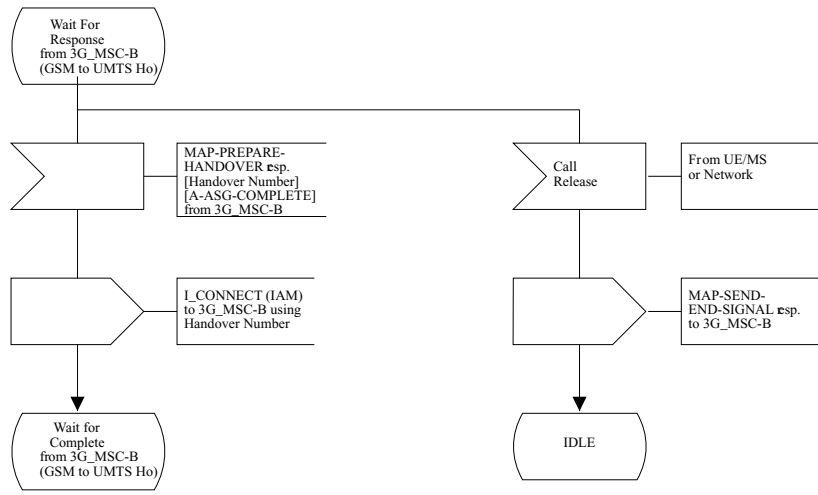 Wait For
Response
from 3G_MSC-B
(GSM to UMTS Ho)
MAP-PREPARE-
HANDOVER resp.
[Handover Number]
[A-ASG-COMPLETE]
from 3G_MSC-B
Call
Release
From UE/MS
or Network
I_CONNECT (IAM)
to 3G_MSC-B using
Handover Number
MAP-SEND-
END-SIGNAL resp.
to 3G_MSC-B
Wait for
Complete
from 3G_MSC-B
(GSM to UMTS Ho)
IDLE